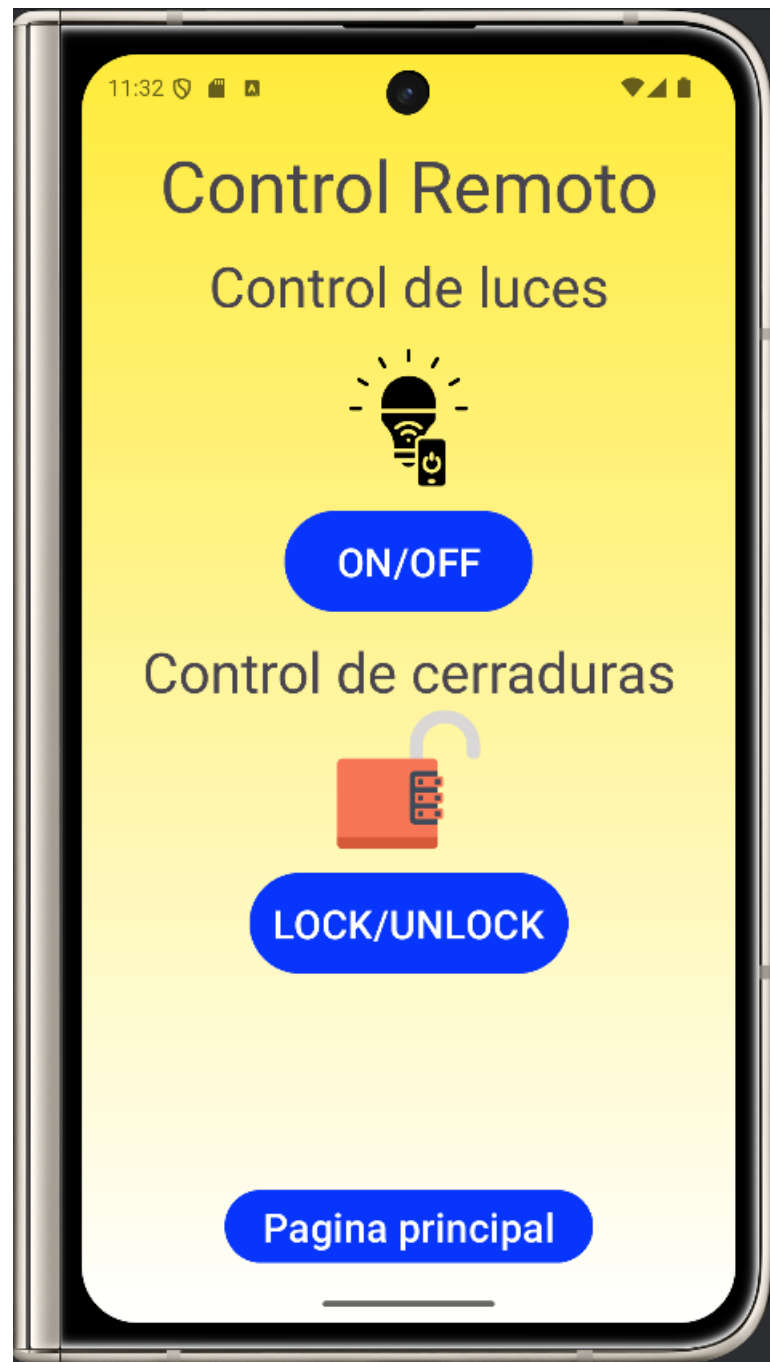 11:32
Control Remoto
Control de luces
ON/OFF
Control de cerraduras
LOCK/UNLOCK
Pagina principal